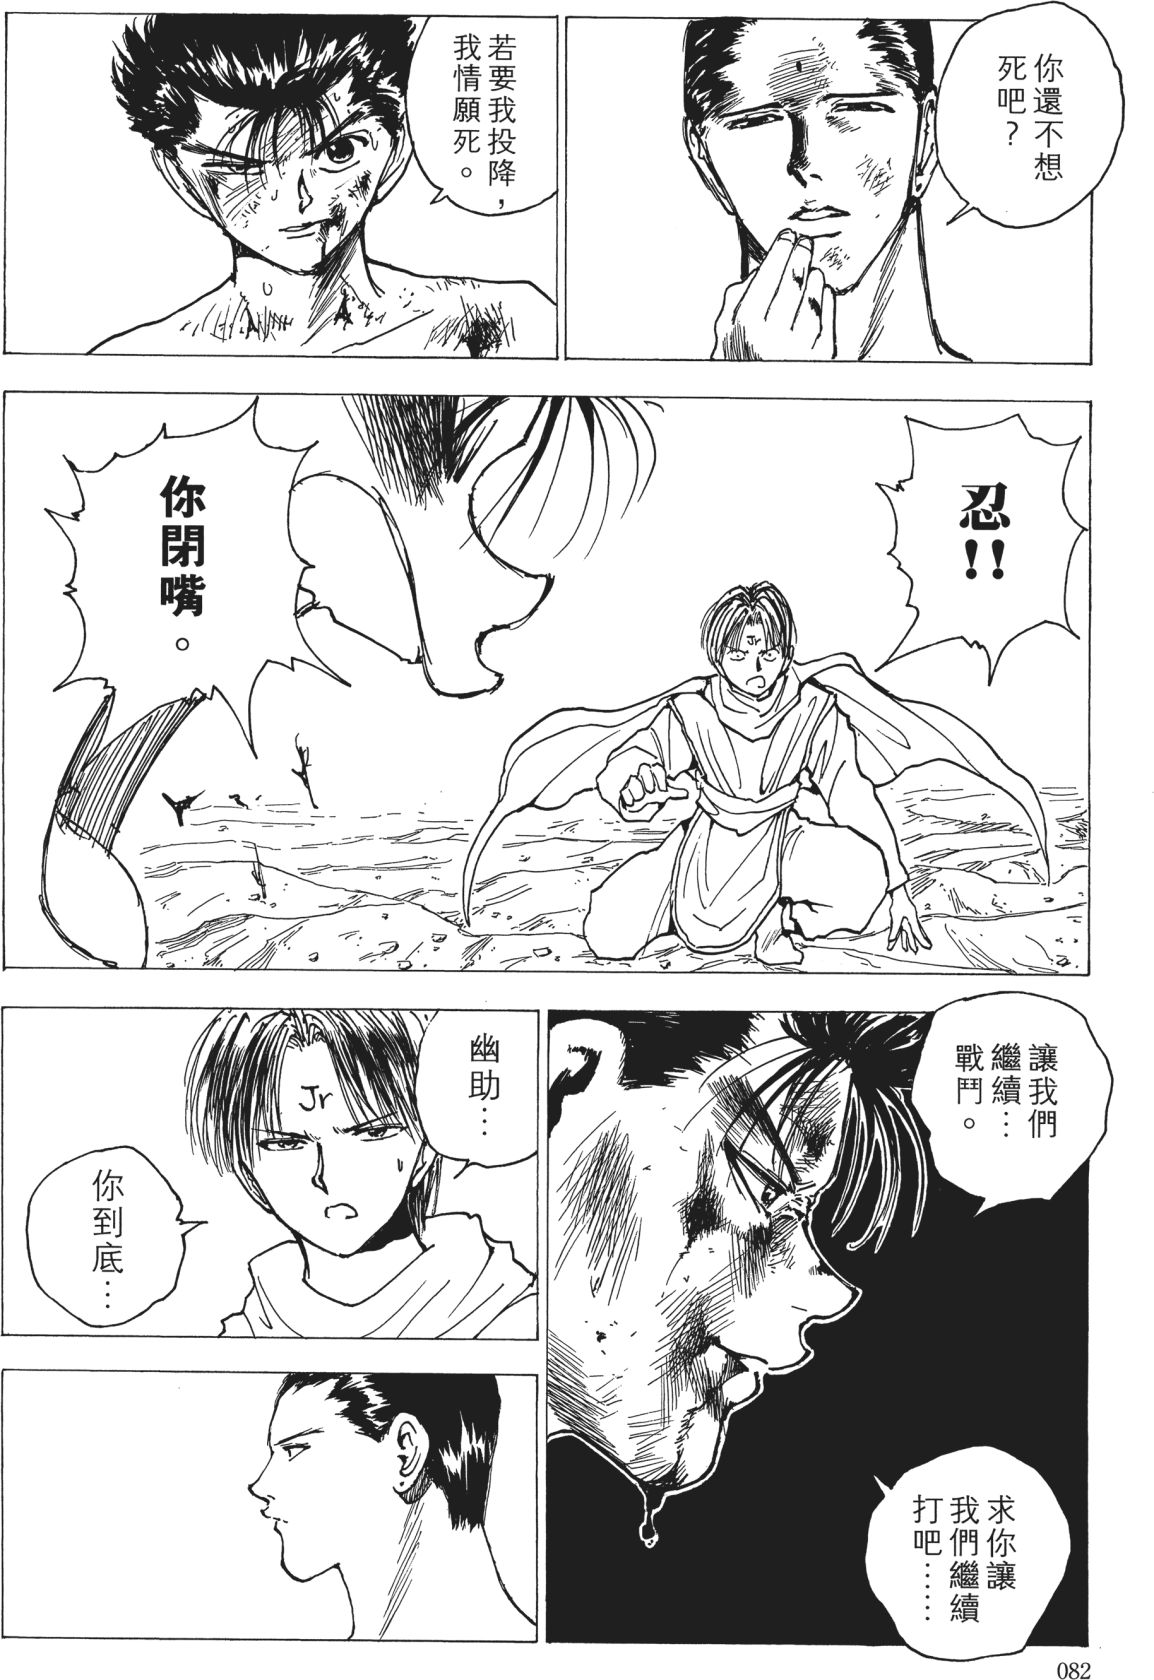 你還不想
死吧？
若要我投降，
我情願死。
忍!!
你閉嘴。
讓我們
繼續…
戰鬥。
求你讓
我們繼續
打吧……
幽助…
Jr
你到底…
Jr
082